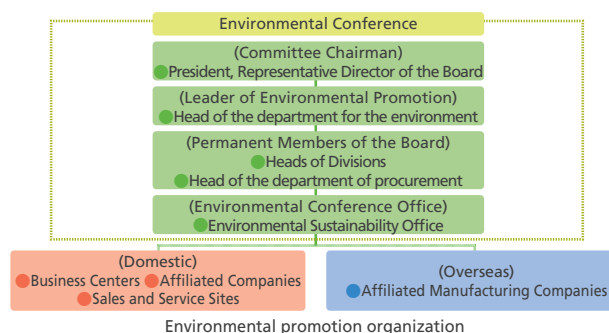 Environmental Conference
(Committee Chairman)
President, Representative Director of the Board
(Leader of Environmental Promotion)
Head of the department for the environment
(Permanent Members of the Board)
Heads of Divisions
Head of the department of procurement
(Environmental Conference Office)
Environmental Sustainability Office
(Domestic)
Business Centers Affiliated Companies
Sales and Service Sites
(Overseas)
Affiliated Manufacturing Companies
Environmental promotion organization